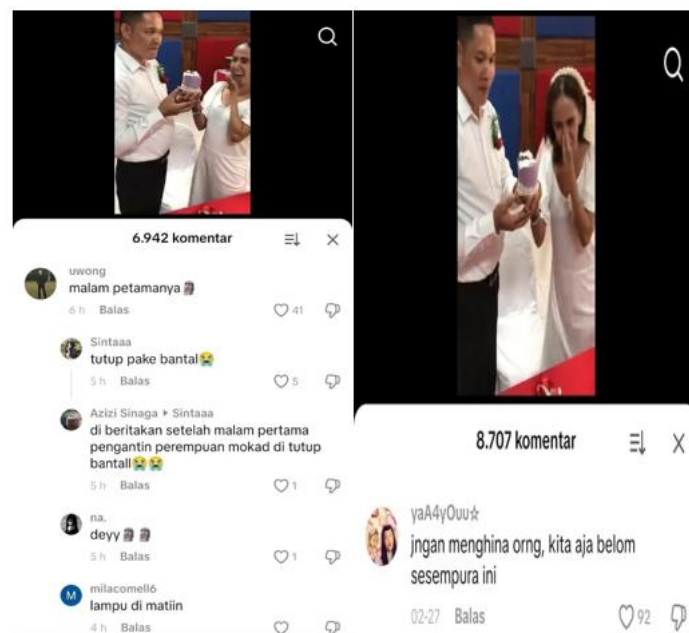 6.942 komentar
uwong
malam petamanya🗿
6 h Balas 41
Sintaaa
tutup pake bantal😭
5 h Balas 5
Azizi Sinaga ▸ Sintaaa
di beritakan setelah malam pertama
pengantin perempuan mokad di tutup
bantall😭😭
5 h Balas 1
na.
deyy🗿🗿
5 h Balas 1
M
milacomell6
lampu di matiin
4 h Balas
8.707 komentar
yaA4yOuu☆
jngan menghina orng, kita aja belom
sesempura ini
02-27 Balas 92